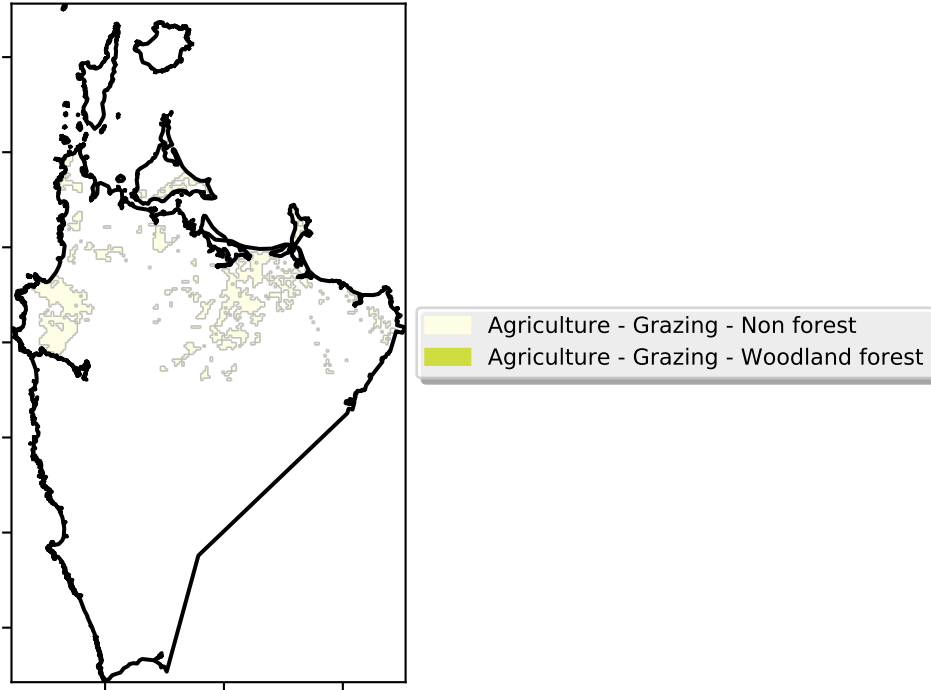 Agriculture - Grazing - Non forest
Agriculture - Grazing - Woodland forest